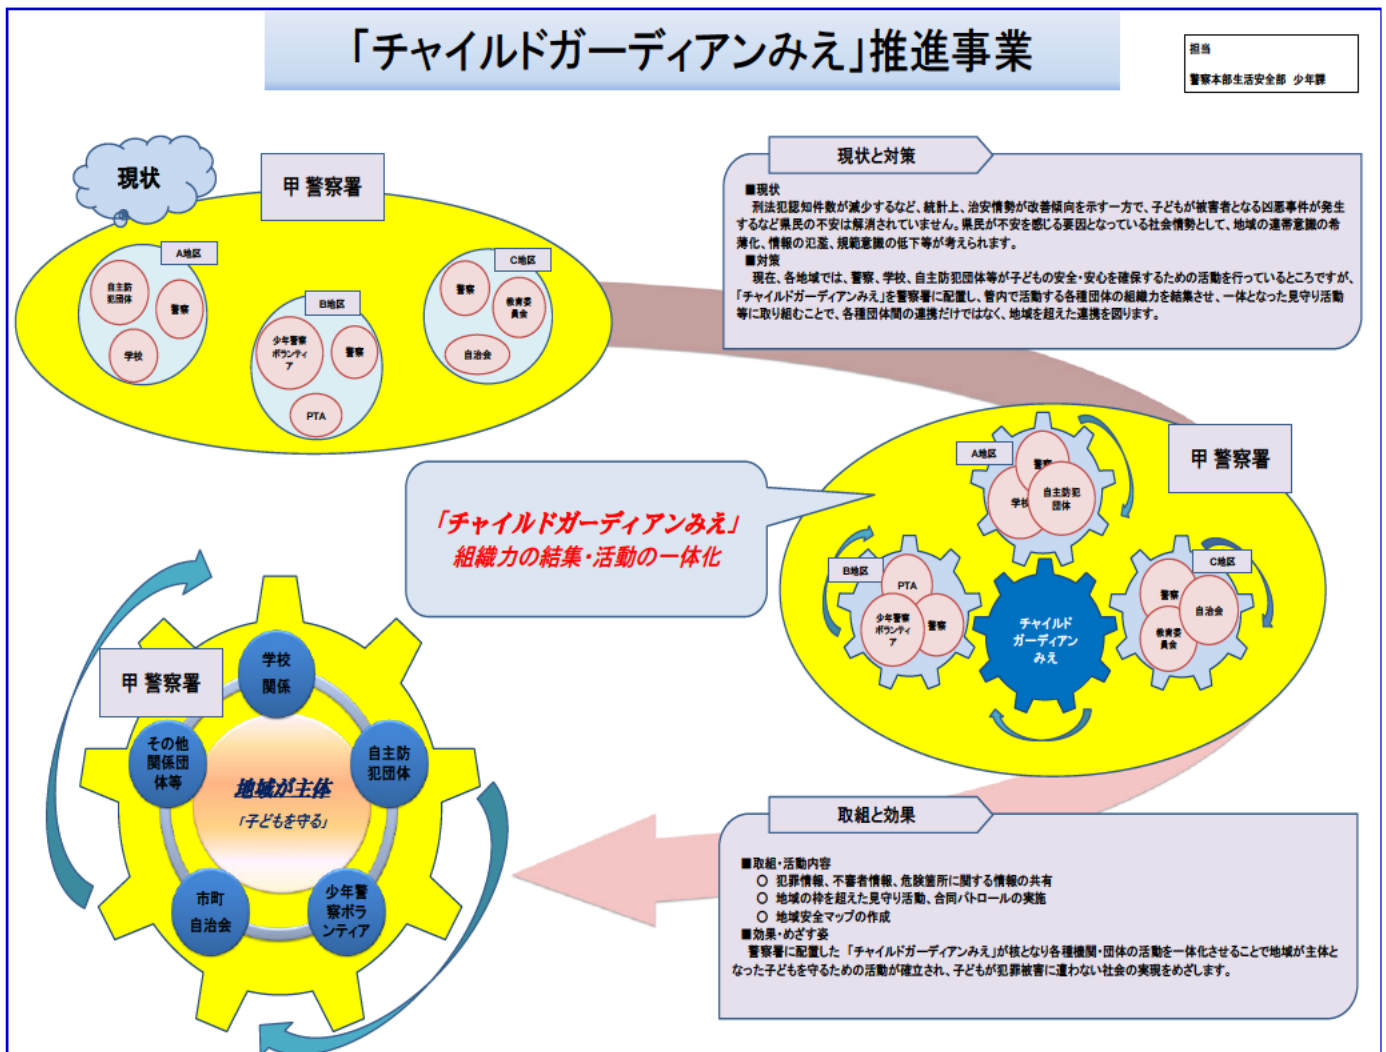 「チャイルドガーディアンみえ」推進事業
担当
警察本部生活安全部 少年課
現状
甲 警察署
A地区
自主防
犯団体
警察
学校
B地区
少年警察
ボランティ
ア
警察
PTA
C地区
警察
教育委
員会
自治会
現状と対策
■現状
刑法犯認知件数が減少するなど、統計上、治安情勢が改善傾向を示す一方で、子どもが被害者となる凶悪事件が発生
するなど県民の不安は解消されていません。県民が不安を感じる要因となっている社会情勢として、地域の連帯意識の希
薄化、情報の氾濫、規範意識の低下等が考えられます。
■対策
現在、各地域では、警察、学校、自主防犯団体等が子どもの安全・安心を確保するための活動を行っているところですが、
「チャイルドガーディアンみえ」を警察署に配置し、管内で活動する各種団体の組織力を結集させ、一体となった見守り活動
等に取り組むことで、各種団体間の連携だけではなく、地域を超えた連携を図ります。
「チャイルドガーディアンみえ」
組織力の結集・活動の一体化
甲 警察署
A地区
警察
学校
自主防犯
団体
B地区
PTA
少年警察
ボランティ
ア
警察
C地区
警察
自治会
教育委
員会
チャイルド
ガーディアン
みえ
甲 警察署
学校
関係
その他
関係団
体等
自主防
犯団体
地域が主体
「子どもを守る」
市町
自治会
少年警
察ボラ
ンティア
取組と効果
■取組・活動内容
○ 犯罪情報、不審者情報、危険箇所に関する情報の共有
○ 地域の枠を超えた見守り活動、合同パトロールの実施
○ 地域安全マップの作成
■効果・めざす姿
警察署に配置した 「チャイルドガーディアンみえ」が核となり各種機関・団体の活動を一体化させることで地域が主体と
なった子どもを守るための活動が確立され、子どもが犯罪被害に遭わない社会の実現をめざします。